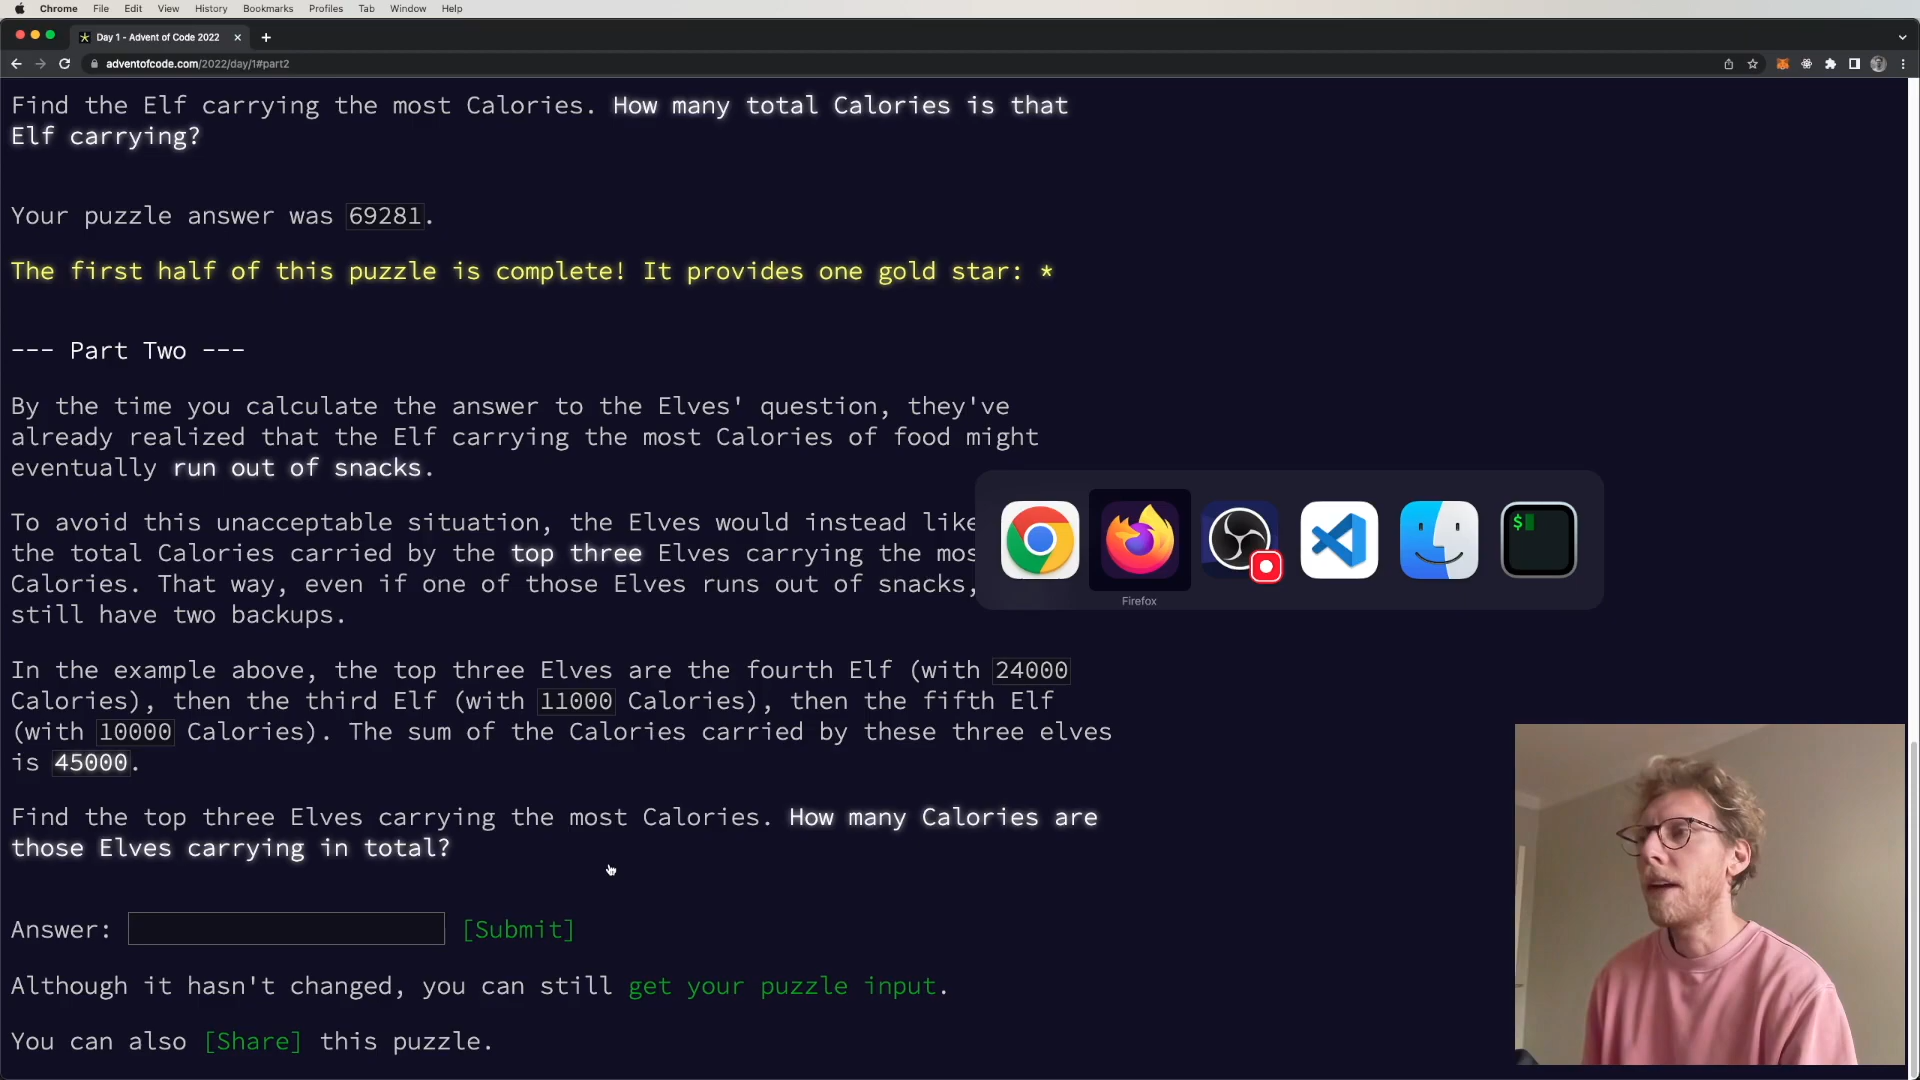 Chrome File Edit View History Bookmarks Profiles Tab Window Help
Day 1 - Advent of Code 2022
adventofcode.com/2022/day/1#part2
Find the Elf carrying the most Calories. How many total Calories is that
Elf carrying?
Your puzzle answer was 69281.
The first half of this puzzle is complete! It provides one gold star: *
--- Part Two ---
By the time you calculate the answer to the Elves' question, they've
already realized that the Elf carrying the most Calories of food might
eventually run out of snacks.
To avoid this unacceptable situation, the Elves would instead like
the total Calories carried by the top three Elves carrying the mos
Calories. That way, even if one of those Elves runs out of snacks,
still have two backups.
$
Firefox
In the example above, the top three Elves are the fourth Elf (with 24000
Calories), then the third Elf (with 11000 Calories), then the fifth Elf
(with 10000 Calories). The sum of the Calories carried by these three elves
is 45000.
Find the top three Elves carrying the most Calories. How many Calories are
those Elves carrying in total?
Answer: [Submit]
Although it hasn't changed, you can still get your puzzle input.
You can also [Share] this puzzle.